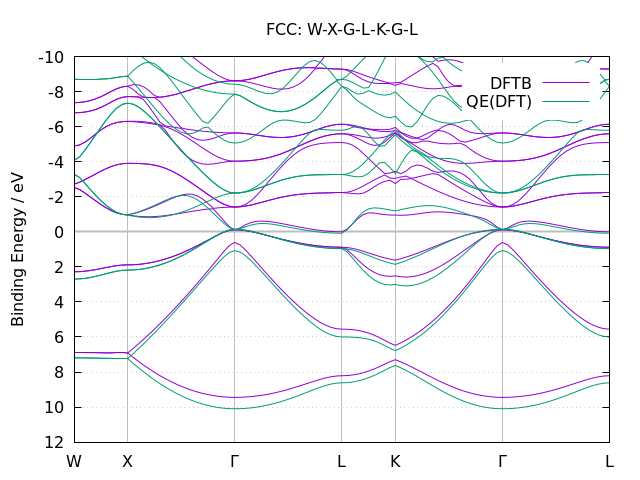 FCC: W-X-G-L-K-G-L
-10
DFTB
-8
QE(DFT)
-6
-4
-2
0
2
4
6
8
10
12
Binding Energy / eV
W X Γ L K Γ L